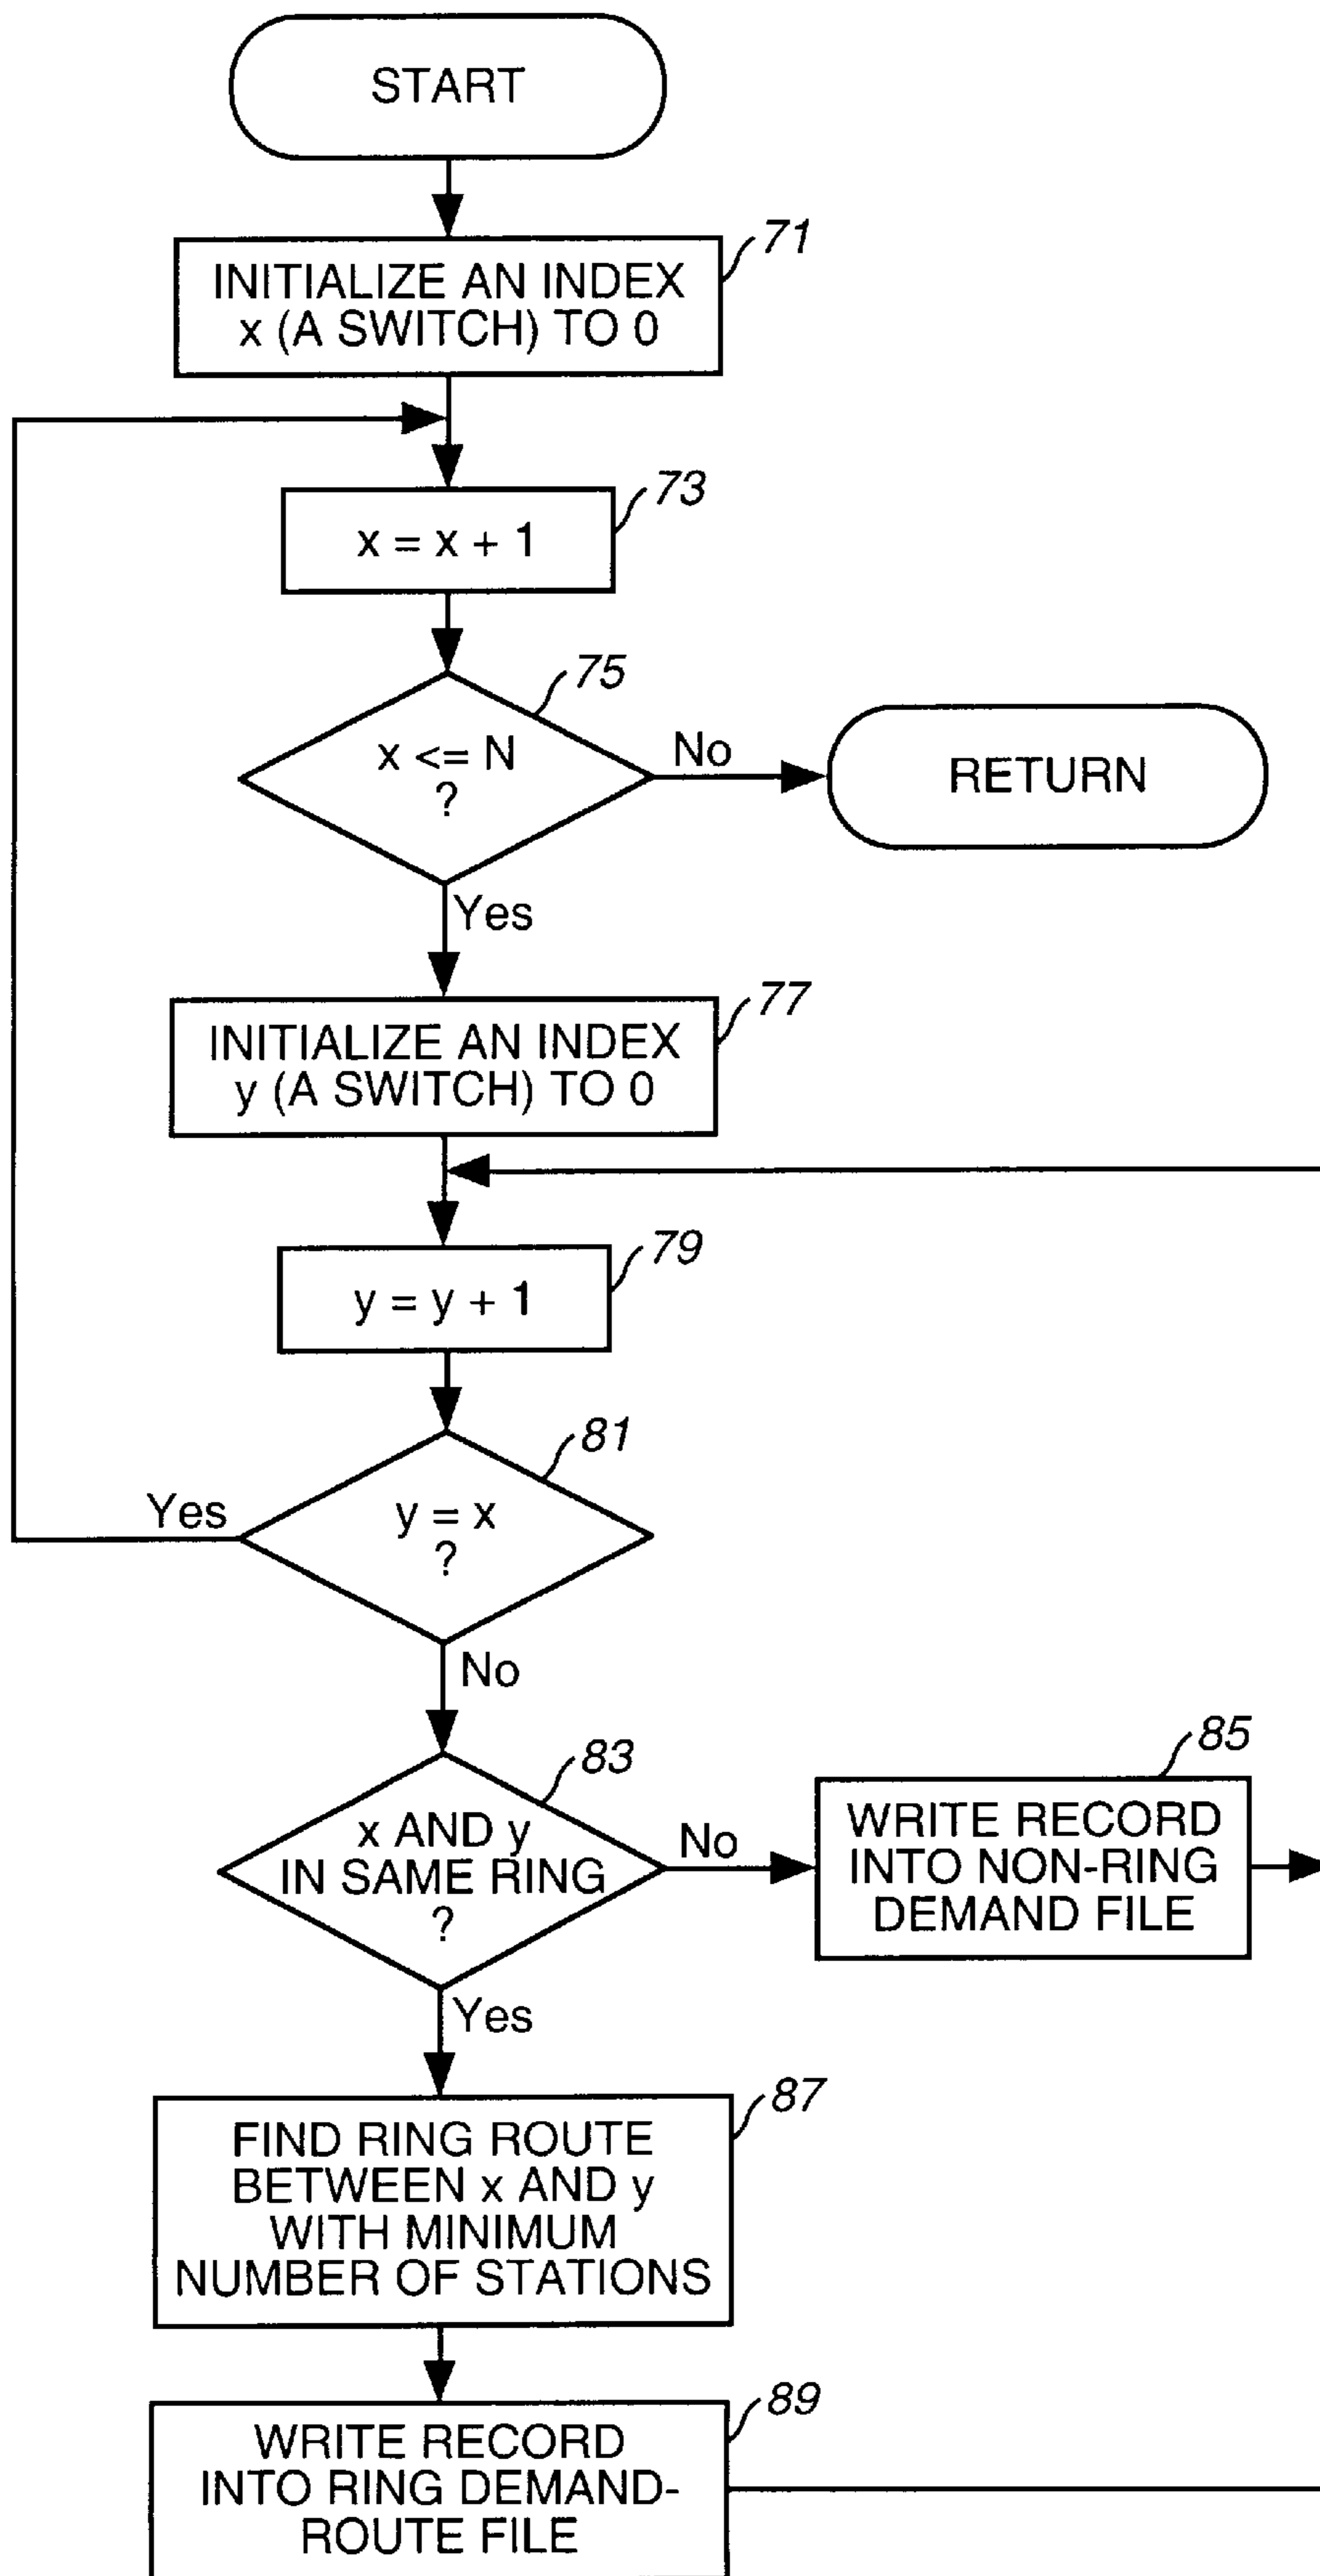 START
71
INITIALIZE AN INDEX
x (A SWITCH) TO 0
73
x = x + 1
75
x <= N
?
No
RETURN
Yes
77
INITIALIZE AN INDEX
y (A SWITCH) TO 0
79
y = y + 1
81
Yes
y = x
?
No
83
x AND y
IN SAME RING
?
No
85
WRITE RECORD
INTO NON-RING
DEMAND FILE
Yes
87
FIND RING ROUTE
BETWEEN x AND y
WITH MINIMUM
NUMBER OF STATIONS
89
WRITE RECORD
INTO RING DEMAND-
ROUTE FILE